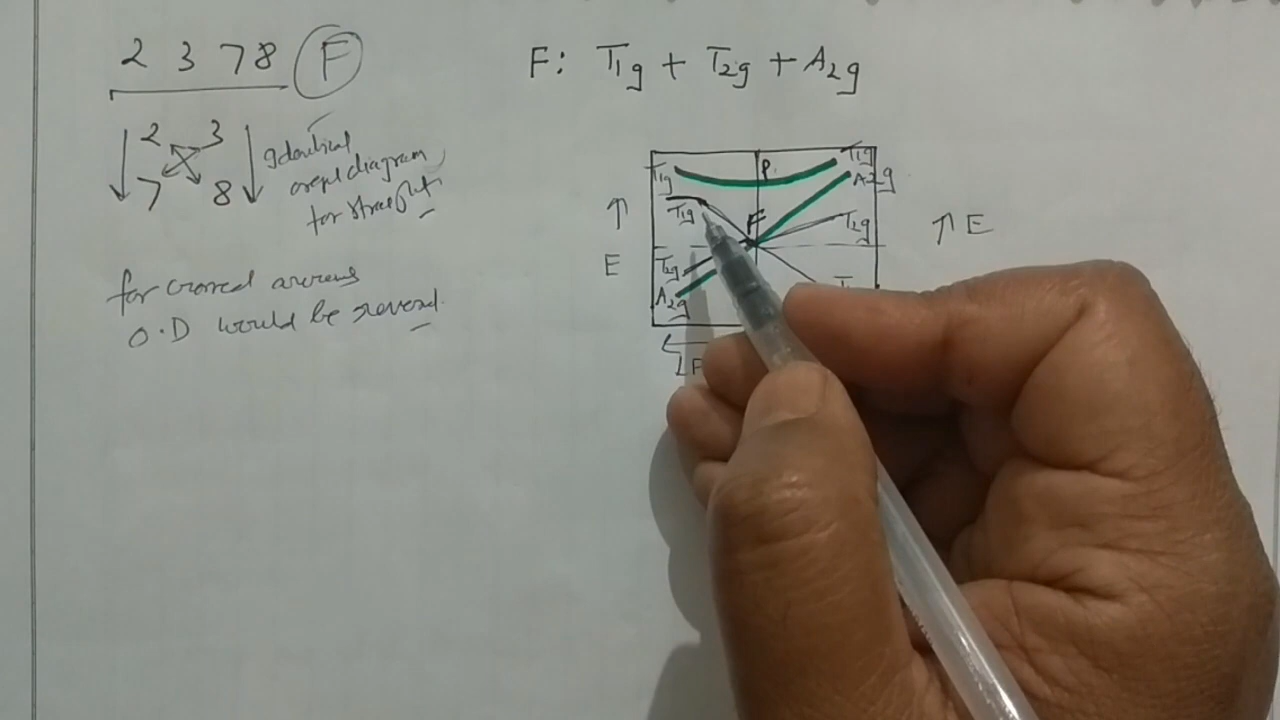 2 3 7 8 F
F: T1g + T2g + A2g
2 3
7 8
Identical
orgel diagram
for straight
for crossed arrows
O.D would be reversed
T1g P T1g
A2g
T1g F T2g
↑ E
E
T2g
A2g T